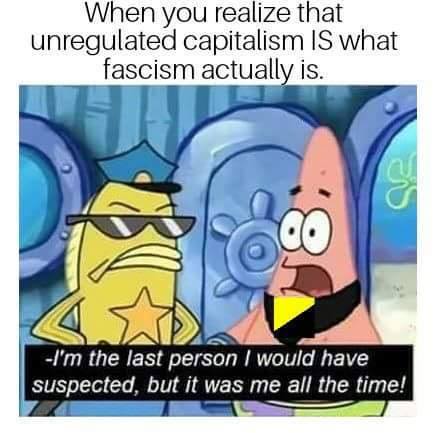 When you realize that
unregulated capitalism IS what
fascism actually is.
-I'm the last person I would have
suspected, but it was me all the time!